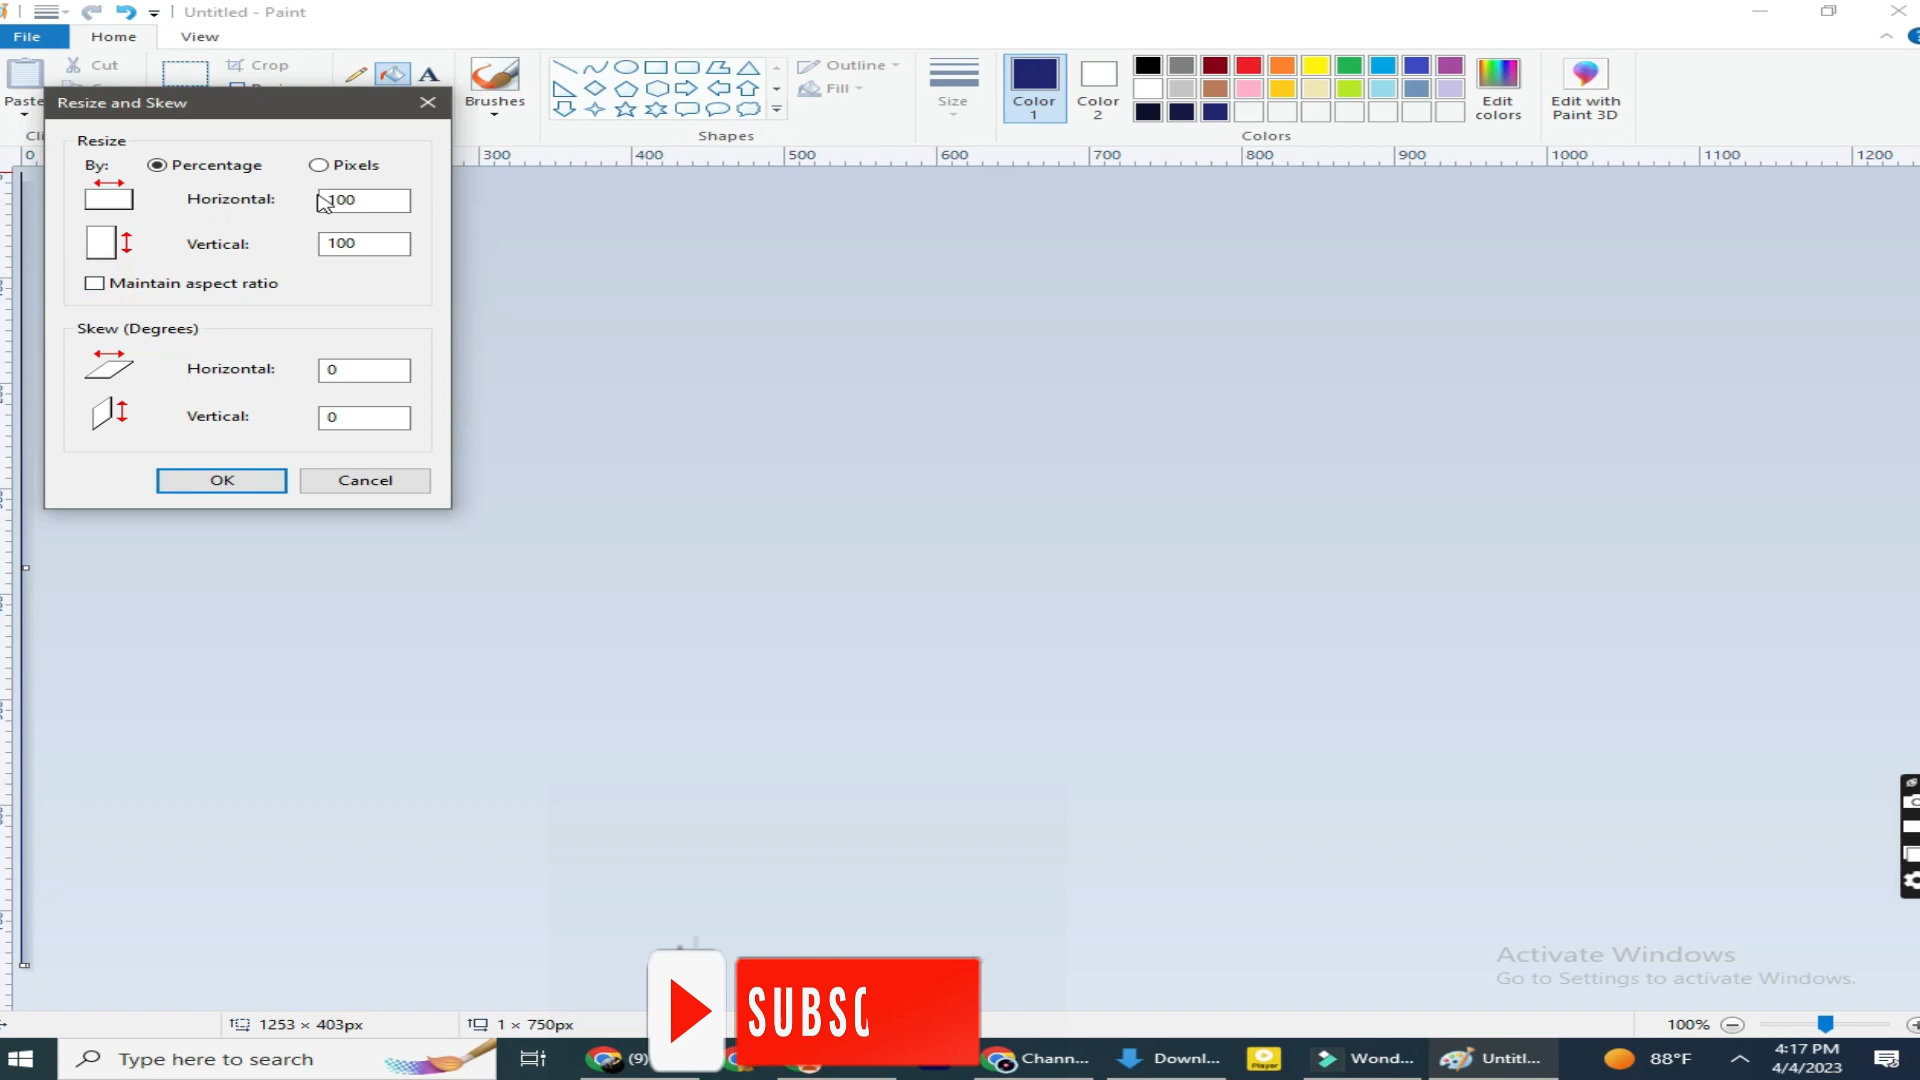 Untitled - Paint
File
Home
View
Cut
Crop
Paste
Brushes
Shapes
Outline
Fill
Size
Color
1
Color
2
Edit
colors
Edit with
Paint 3D
Colors
Resize and Skew
Resize
By:
Percentage
Pixels
Horizontal:
100
Vertical:
100
Maintain aspect ratio
Skew (Degrees)
Horizontal:
0
Vertical:
0
OK
Cancel
0
300
400
500
600
700
800
900
1000
1100
1200
Activate Windows
Go to Settings to activate Windows.
SUBSC
1253 × 403px
1 × 750px
100%
Type here to search
(9)
Chann...
Downl...
Player
Wond...
Untitl...
88°F
4:17 PM
4/4/2023